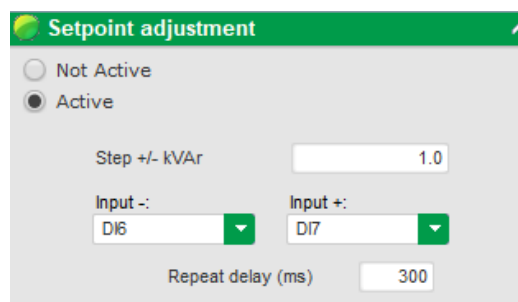 Setpoint adjustment
Not Active
Active
Step +/- kVAr 1.0
Input -: Input +:
DI6 DI7
Repeat delay (ms) 300